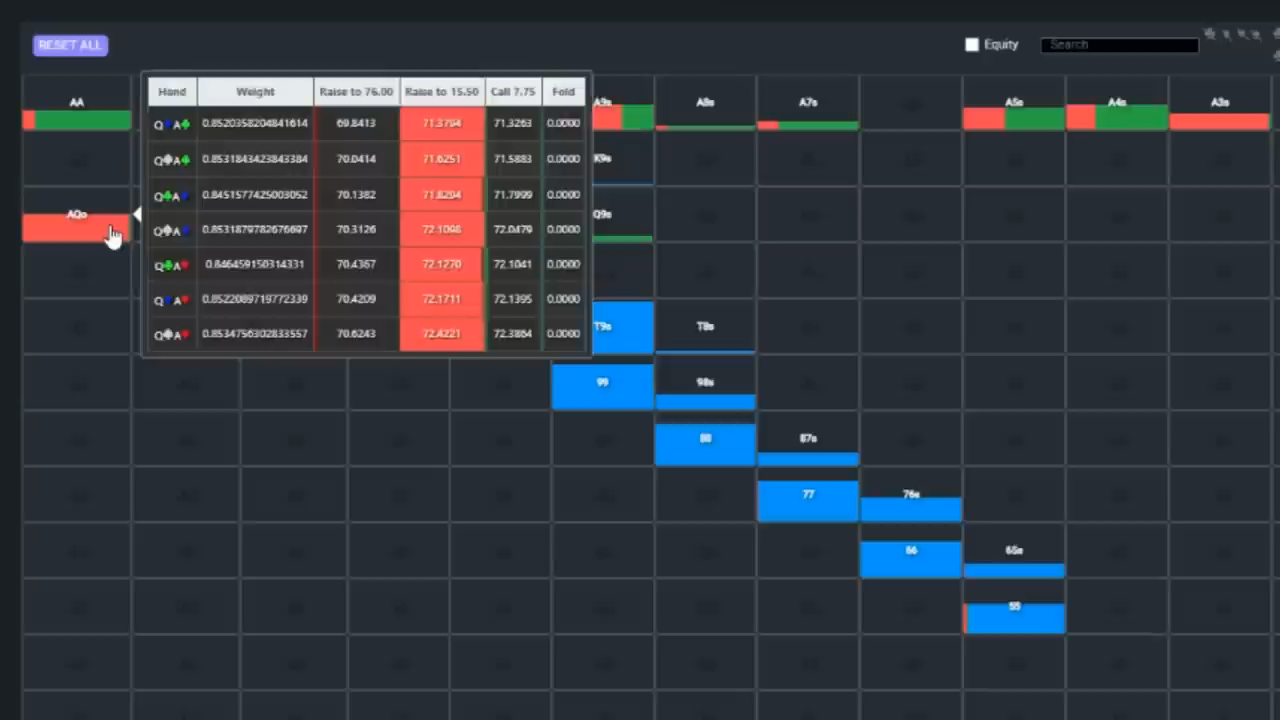 RESET ALL
Equity
Search
AA
A9s
A8s
A7s
A5s
A4s
A3s
Hand Weight Raise to 76.00 Raise to 15.50 Call 7.75 Fold
Q♦A♣ 0.8520358204841614 69.8413 71.3794 71.3263 0.0000
Q♠A♣ 0.8531843423843384 70.0414 71.6251 71.5883 0.0000
Q♣A♦ 0.8451577425003052 70.1382 71.8294 71.7999 0.0000
Q♠A♦ 0.8531879782676697 70.3126 72.1098 72.0479 0.0000
Q♣A♥ 0.846459150314331 70.4367 72.1270 72.1041 0.0000
Q♦A♥ 0.8522089719772339 70.4209 72.1711 72.1395 0.0000
Q♠A♥ 0.8534756302833557 70.6243 72.4221 72.3864 0.0000
K9s
AQo
Q9s
T9s
T8s
99
98s
88
87s
77
76s
66
65s
55